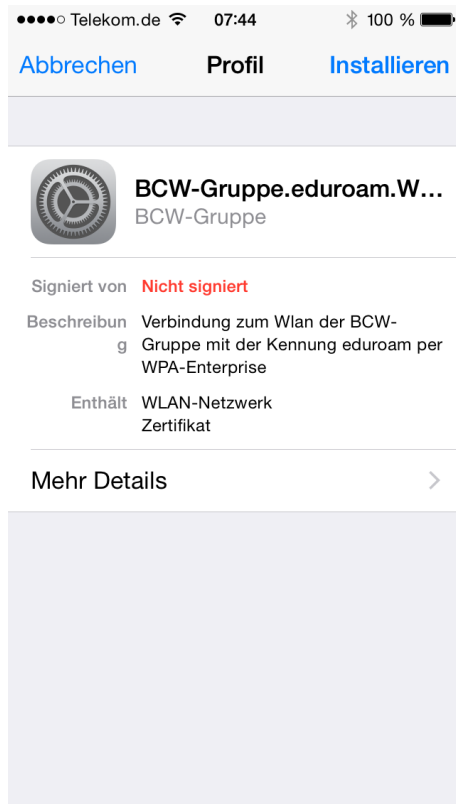 Telekom.de 07:44 100 %
Abbrechen Profil Installieren
BCW-Gruppe.eduroam.W...
BCW-Gruppe
Signiert von Nicht signiert
Beschreibun Verbindung zum Wlan der BCW-
g Gruppe mit der Kennung eduroam per
WPA-Enterprise
Enthält WLAN-Netzwerk
Zertifikat
Mehr Details